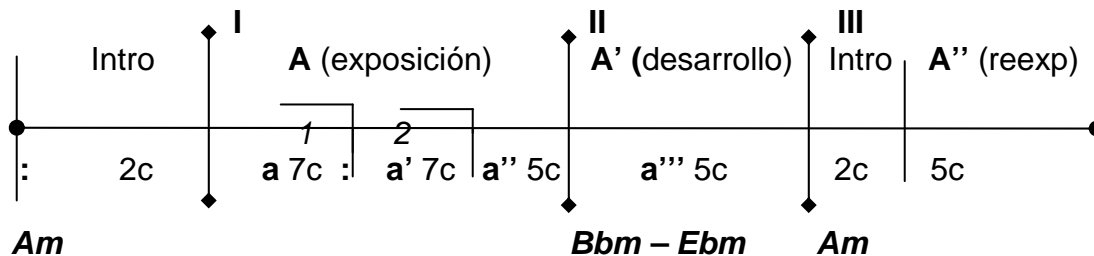 I II III
Intro A (exposición) A’ (desarrollo) Intro A’’ (reexp)
1 2
: 2c a 7c : a' 7c a'' 5c a''' 5c 2c 5c
Am Bbm – Ebm Am